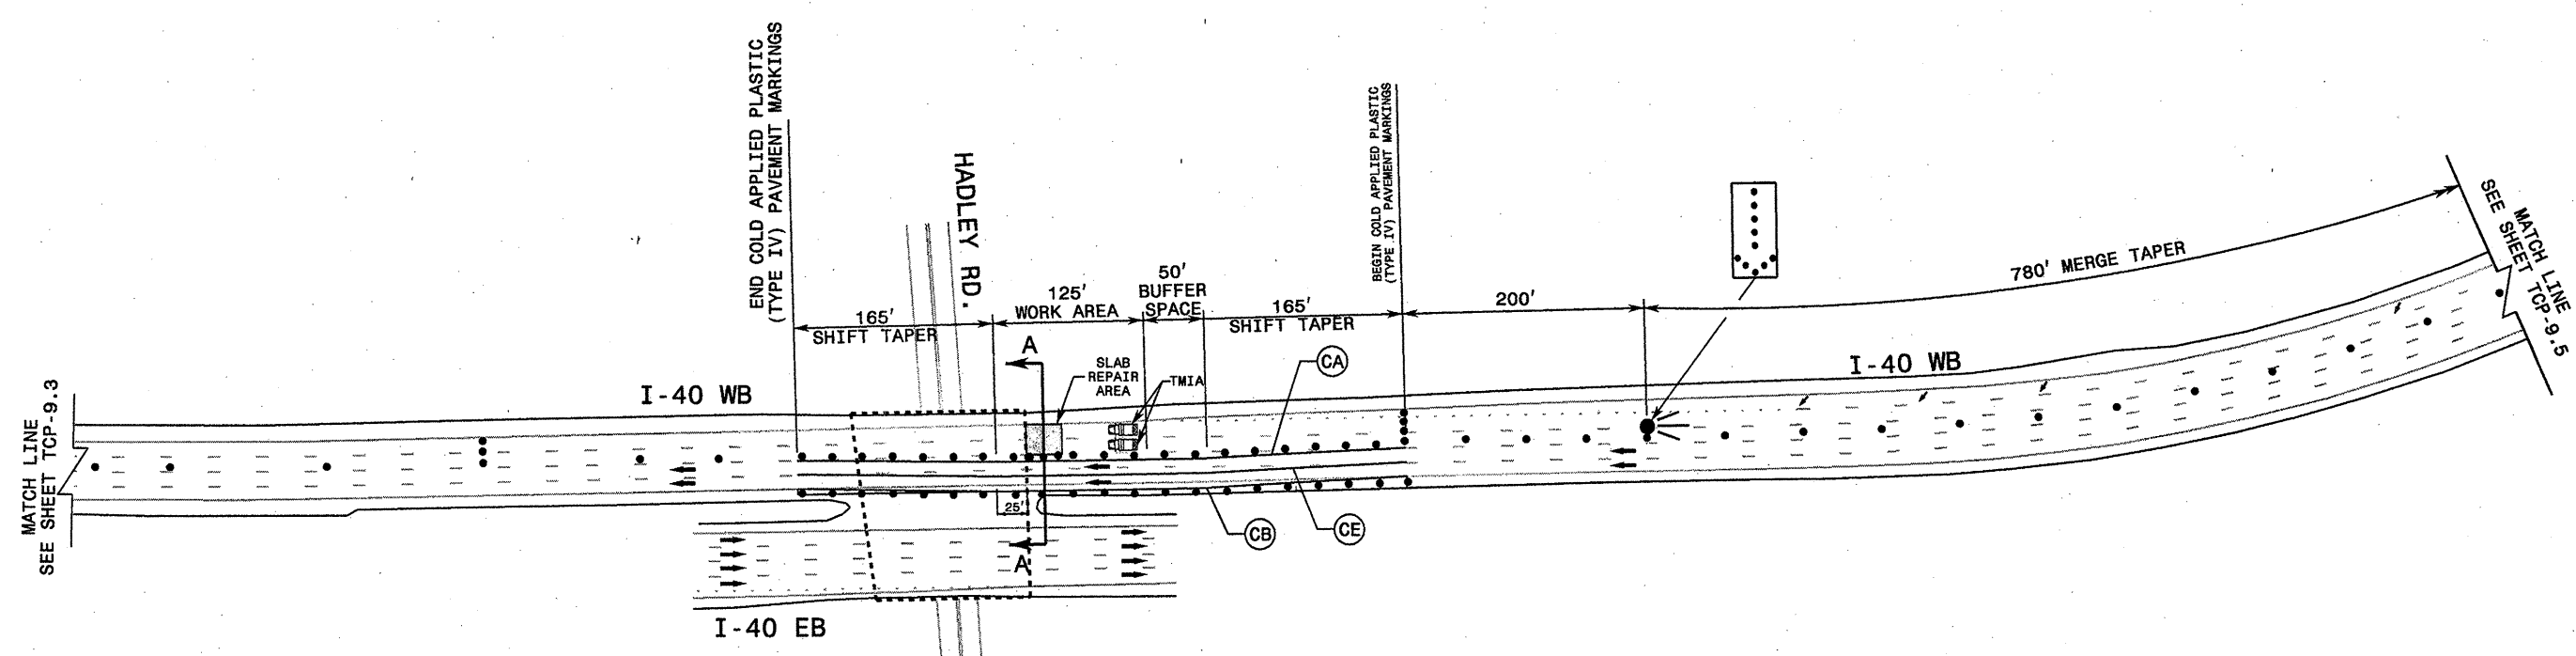 END COLD APPLIED PLASTIC
(TYPE IV) PAVEMENT MARKINGS
HADLEY RD.
BEGIN COLD APPLIED PLASTIC
(TYPE IV) PAVEMENT MARKINGS
MATCH LINE
SEE SHEET TCP-9.5
780' MERGE TAPER
200'
165'
SHIFT TAPER
125'
WORK AREA
50'
BUFFER
SPACE
165'
SHIFT TAPER
A
SLAB
REPAIR
AREA
TMIA
CA
I-40 WB
I-40 WB
MATCH LINE
SEE SHEET TCP-9.3
25'
CB
CE
A
I-40 EB